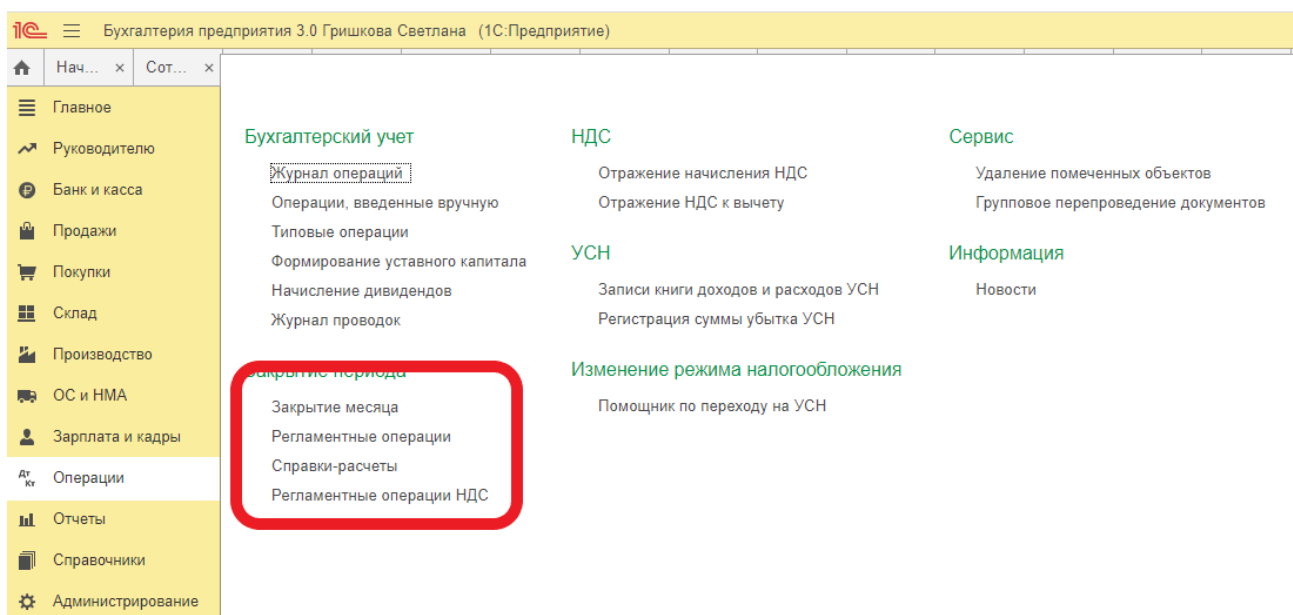 1С Бухгалтерия предприятия 3.0 Гришкова Светлана (1С:Предприятие)
Нач... × Сот... ×
Главное
Руководителю
Банк и касса
Продажи
Покупки
Склад
Производство
ОС и НМА
Зарплата и кадры
Дт Кт Операции
Отчеты
Справочники
Администрирование
Бухгалтерский учет
Журнал операций
Операции, введенные вручную
Типовые операции
Формирование уставного капитала
Начисление дивидендов
Журнал проводок
Закрытие периода
Закрытие месяца
Регламентные операции
Справки-расчеты
Регламентные операции НДС
НДС
Отражение начисления НДС
Отражение НДС к вычету
УСН
Записи книги доходов и расходов УСН
Регистрация суммы убытка УСН
Изменение режима налогообложения
Помощник по переходу на УСН
Сервис
Удаление помеченных объектов
Групповое перепроведение документов
Информация
Новости